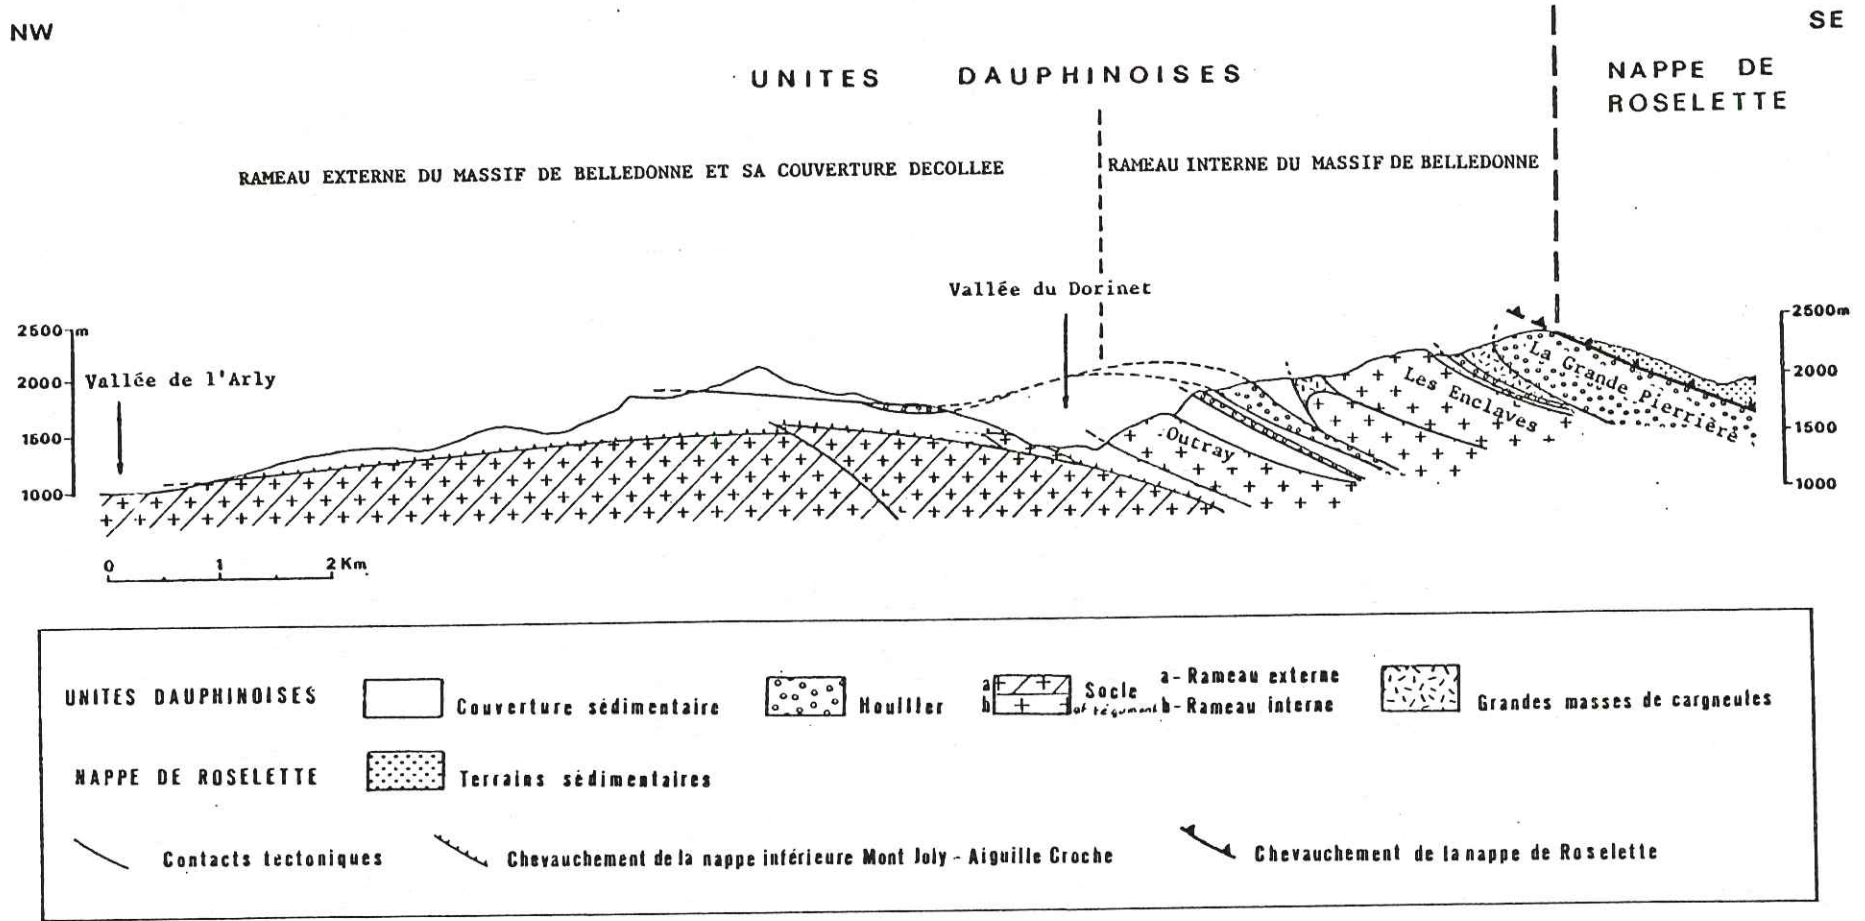 NW
SE
UNITES DAUPHINOISES
NAPPE DE
ROSELETTE
RAMEAU EXTERNE DU MASSIF DE BELLEDONNE ET SA COUVERTURE DECOLLEE
RAMEAU INTERNE DU MASSIF DE BELLEDONNE
Vallée du Dorinet
2500 m
2000
1500
1000
Vallée de l'Arly
2500m
2000
1500
1000
Outray
Les Enclaves
La Grande Pierrière
0 1 2 Km
UNITES DAUPHINOISES
Couverture sédimentaire
Houiller
a
b
Socle
et tégument
a- Rameau externe
b- Rameau interne
Grandes masses de cargneules
NAPPE DE ROSELETTE
Terrains sédimentaires
Contacts tectoniques
Chevauchement de la nappe inférieure Mont Joly - Aiguille Croche
Chevauchement de la nappe de Roselette